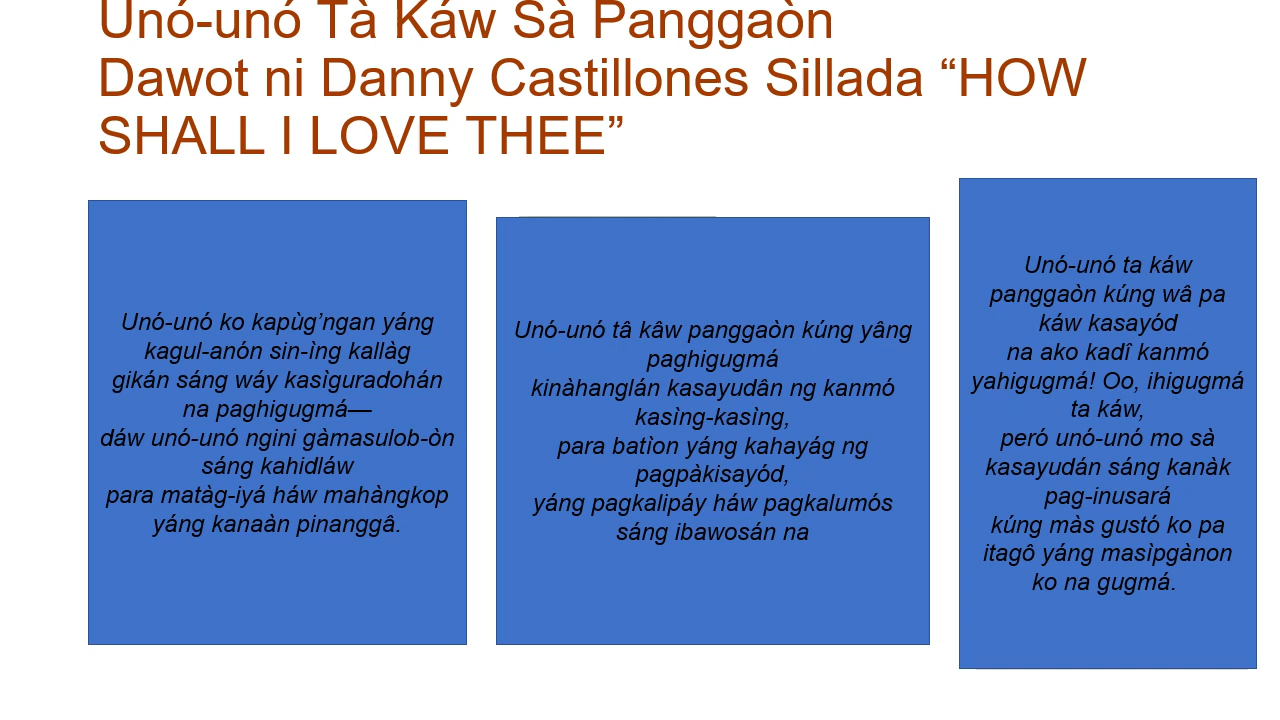 Unó-unó Tà Káw Sà Panggaòn
Dawot ni Danny Castillones Sillada “HOW
SHALL I LOVE THEE”
Unó-unó ko kapùg’ngan yáng
kagul-anón sin-ìng kallàg
gikán sáng wáy kasìguradohán
na paghigugmá—
dáw unó-unó ngini gàmasulob-òn
sáng kahidláw
para matàg-iyá háw mahàngkop
yáng kanaàn pinanggâ.
Unó-unó tâ kâw panggaòn kúng yâng
paghigugmá
kinàhanglán kasayudân ng kanmó
kasìng-kasìng,
para batìon yáng kahayág ng
pagpàkisayód,
yáng pagkalipáy háw pagkalumós
sáng ibawosán na
Unó-unó ta káw
panggaòn kúng wâ pa
káw kasayód
na ako kadî kanmó
yahigugmá! Oo, ihigugmá
ta káw,
peró unó-unó mo sà
kasayudán sáng kanàk
pag-inusará
kúng màs gustó ko pa
itagô yáng masìpgànon
ko na gugmá.